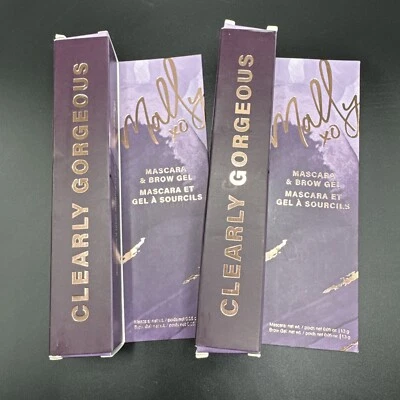 CLEARLY GORGEOUS
Mally
xo
MASCARA
& BROW GEL
MASCARA ET
GEL À SOURCILS
CLEARLY GORGEOUS
Mally
xo
MASCARA
& BROW GEL
MASCARA ET
GEL À SOURCILS